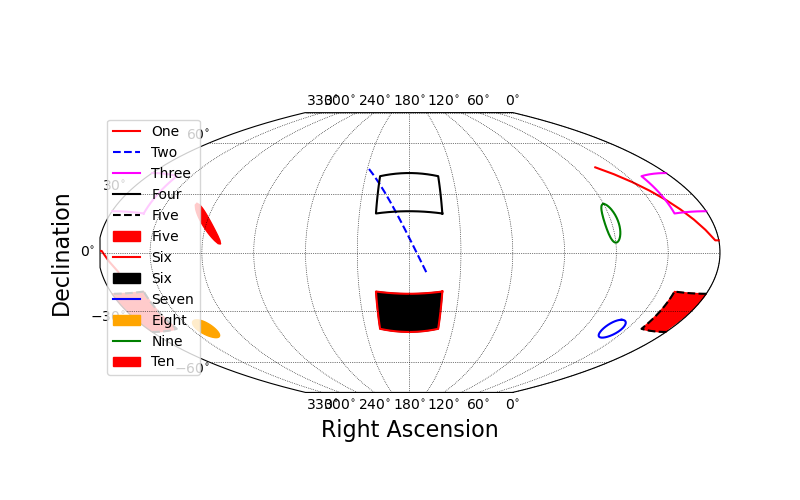 330° 300° 240° 180° 120° 60° 0°
One
Two
60°
Three
30°
Four
Five
Five
Six
0°
Six
Seven
−30°
Eight
Nine
Ten
−60°
330° 300° 240° 180° 120° 60° 0°
Declination
Right Ascension